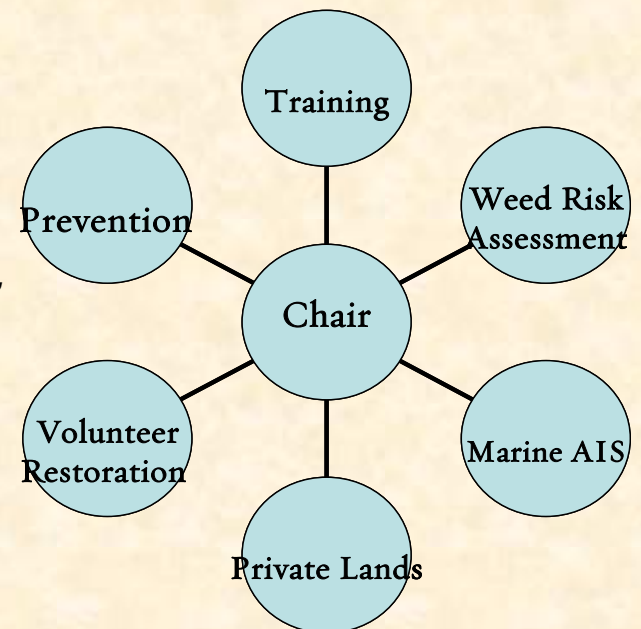 Training
Prevention
Weed Risk
Assessment
Chair
Volunteer
Restoration
Marine AIS
Private Lands